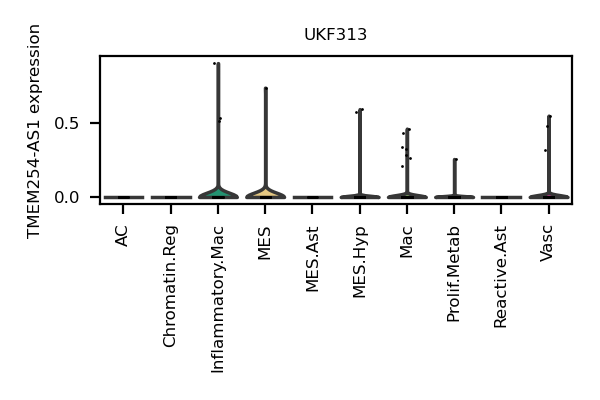 UKF313
TMEM254-AS1 expression
0.5
0.0
AC
Chromatin.Reg
Inflammatory.Mac
MES
MES.Ast
MES.Hyp
Mac
Prolif.Metab
Reactive.Ast
Vasc